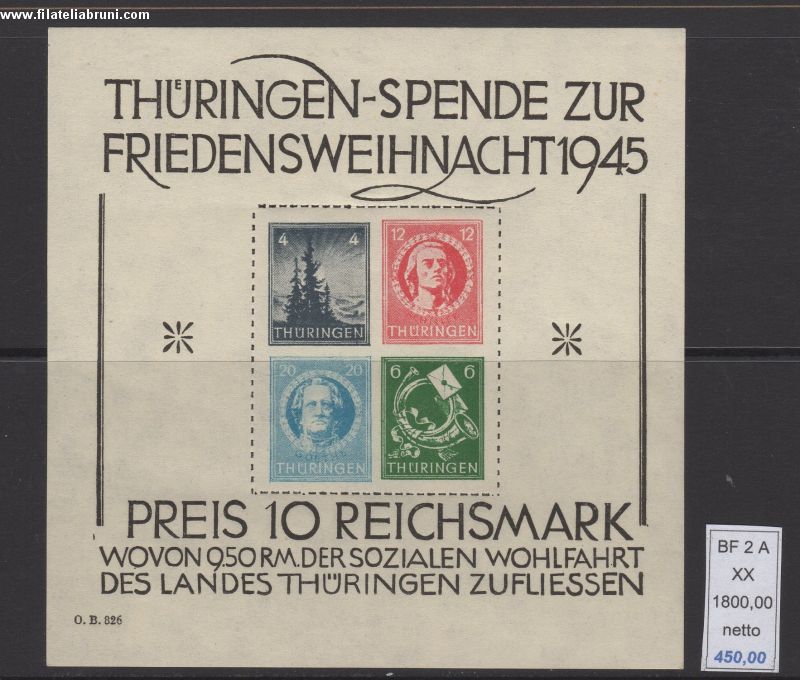 www.filateliabruni.com
THÜRINGEN-SPENDE ZUR
FRIEDENSWEIHNACHT 1945
4 4
THÜRINGEN
12 12
THÜRINGEN
20 20
GOETHE
THÜRINGEN
6 6
THÜRINGEN
PREIS 10 REICHSMARK
WOVON 9.50 RM. DER SOZIALEN WOHLFAHRT
DES LANDES THÜRINGEN ZUFLIESSEN
O. B. 826
BF 2 A
XX
1800,00
netto
450,00